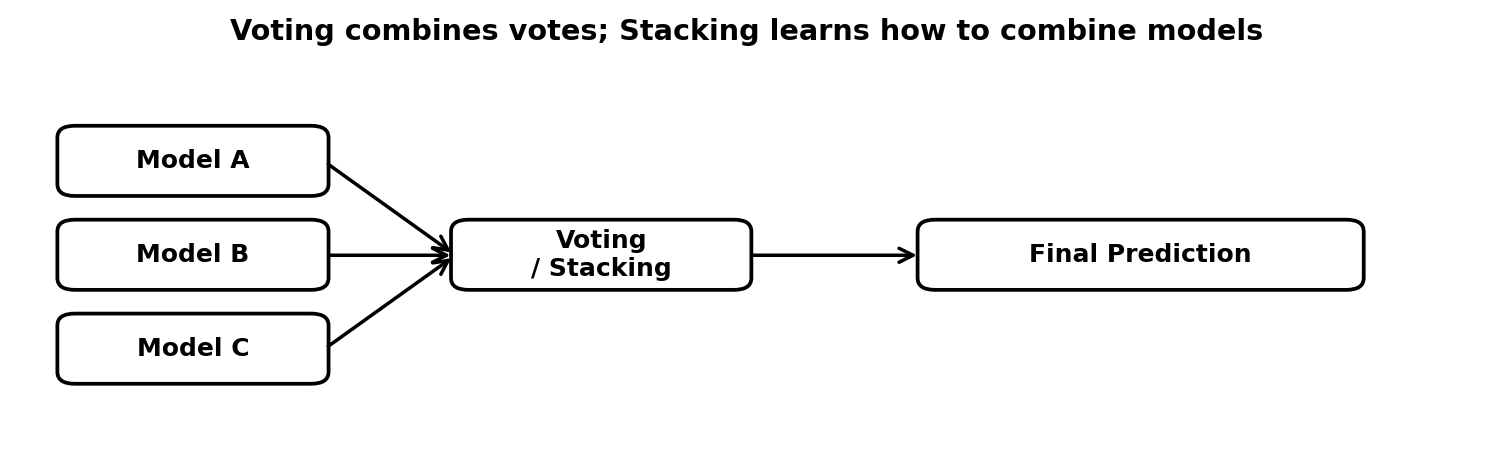 Voting combines votes; Stacking learns how to combine models
Model A
Model B
Model C
Voting
/ Stacking
Final Prediction